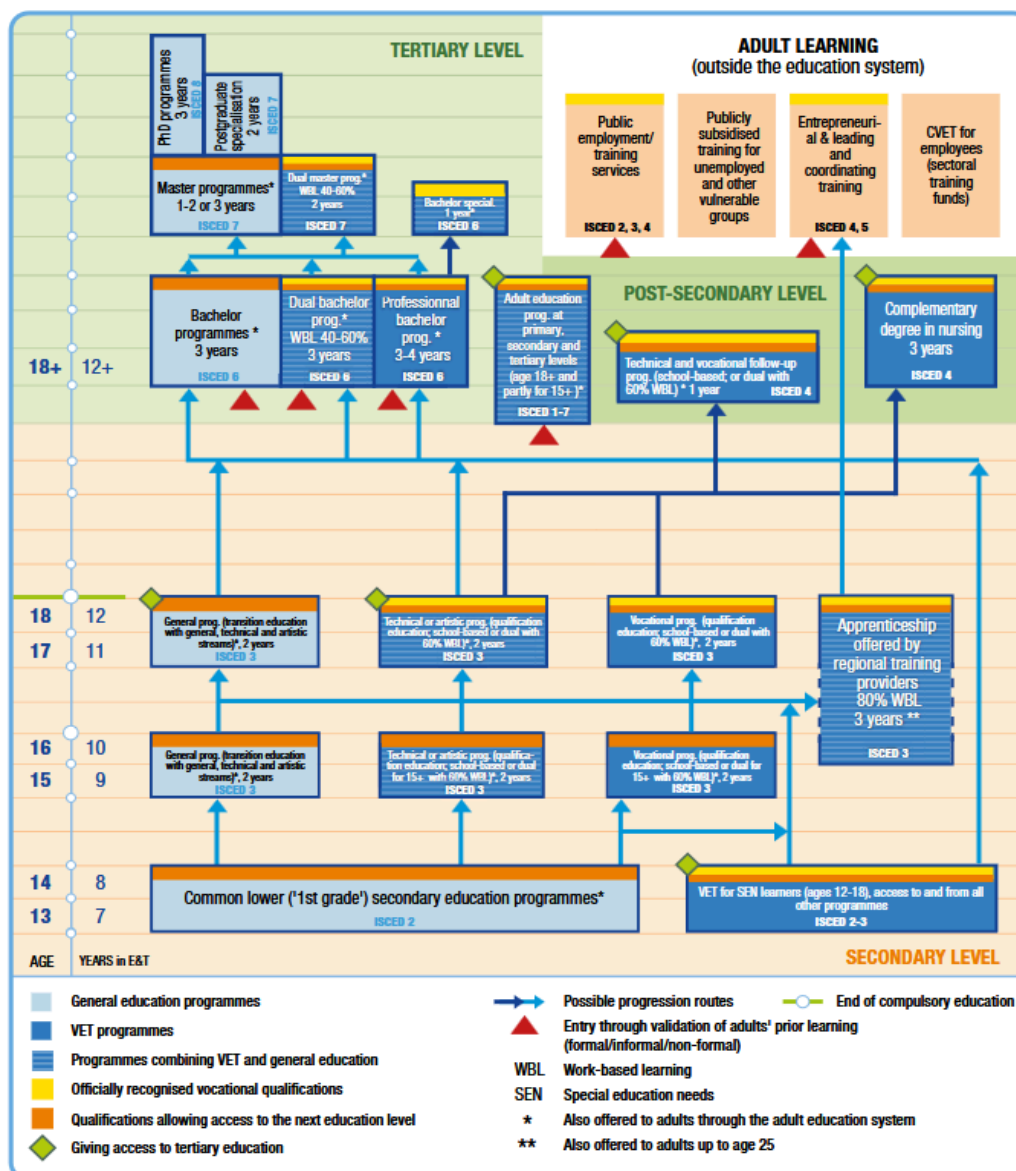 TERTIARY LEVEL
PhD programmes
3 years
ISCED 8
Postgraduate
specialisation
2 years
ISCED 7
Master programmes*
1-2 or 3 years
ISCED 7
Dual master prog.*
WBL 40-60%
2 years
ISCED 7
Bachelor special.
1 year*
ISCED 6
ADULT LEARNING
(outside the education system)
Public
employment/
training
services
ISCED 2, 3, 4
Publicly
subsidised
training for
unemployed
and other
vulnerable
groups
Entrepreneuri-
al & leading
and
coordinating
training
ISCED 4, 5
CVET for
employees
(sectoral
training
funds)
18+
12+
Bachelor
programmes *
3 years
ISCED 6
Dual bachelor
prog.*
WBL 40-60%
3 years
ISCED 6
Professionnal
bachelor
prog. *
3-4 years
ISCED 6
Adult education
prog. at
primary,
secondary and
tertiary levels
(age 18+ and
partly for 15+ )*
ISCED 1-7
POST-SECONDARY LEVEL
Technical and vocational follow-up
prog. (school-based; or dual with
60% WBL) * 1 year
ISCED 4
Complementary
degree in nursing
3 years
ISCED 4
18 12
17 11
General prog. (transition education
with general, technical and artistic
streams)*, 2 years
ISCED 3
Technical or artistic prog. (qualification
education; school-based or dual with
60% WBL)*, 2 years
ISCED 3
Vocational prog. (qualification
education; school-based or dual with
60% WBL)*, 2 years
ISCED 3
Apprenticeship
offered by
regional training
providers
80% WBL
3 years **
ISCED 3
16 10
15 9
General prog. (transition education
with general, technical and artistic
streams)*, 2 years
ISCED 3
Technical or artistic prog. (qualifica-
tion education; school-based or dual
for 15+ with 60% WBL)*, 2 years
ISCED 3
Vocational prog. (qualification
education; school-based or dual for
15+ with 60% WBL)*, 2 years
ISCED 3
14 8
13 7
Common lower ('1st grade') secondary education programmes*
ISCED 2
VET for SEN learners (ages 12-18), access to and from all
other programmes
ISCED 2-3
AGE YEARS in E&T
SECONDARY LEVEL
General education programmes
VET programmes
Programmes combining VET and general education
Officially recognised vocational qualifications
Qualifications allowing access to the next education level
Giving access to tertiary education
Possible progression routes
End of compulsory education
Entry through validation of adults' prior learning
(formal/informal/non-formal)
WBL Work-based learning
SEN Special education needs
* Also offered to adults through the adult education system
** Also offered to adults up to age 25